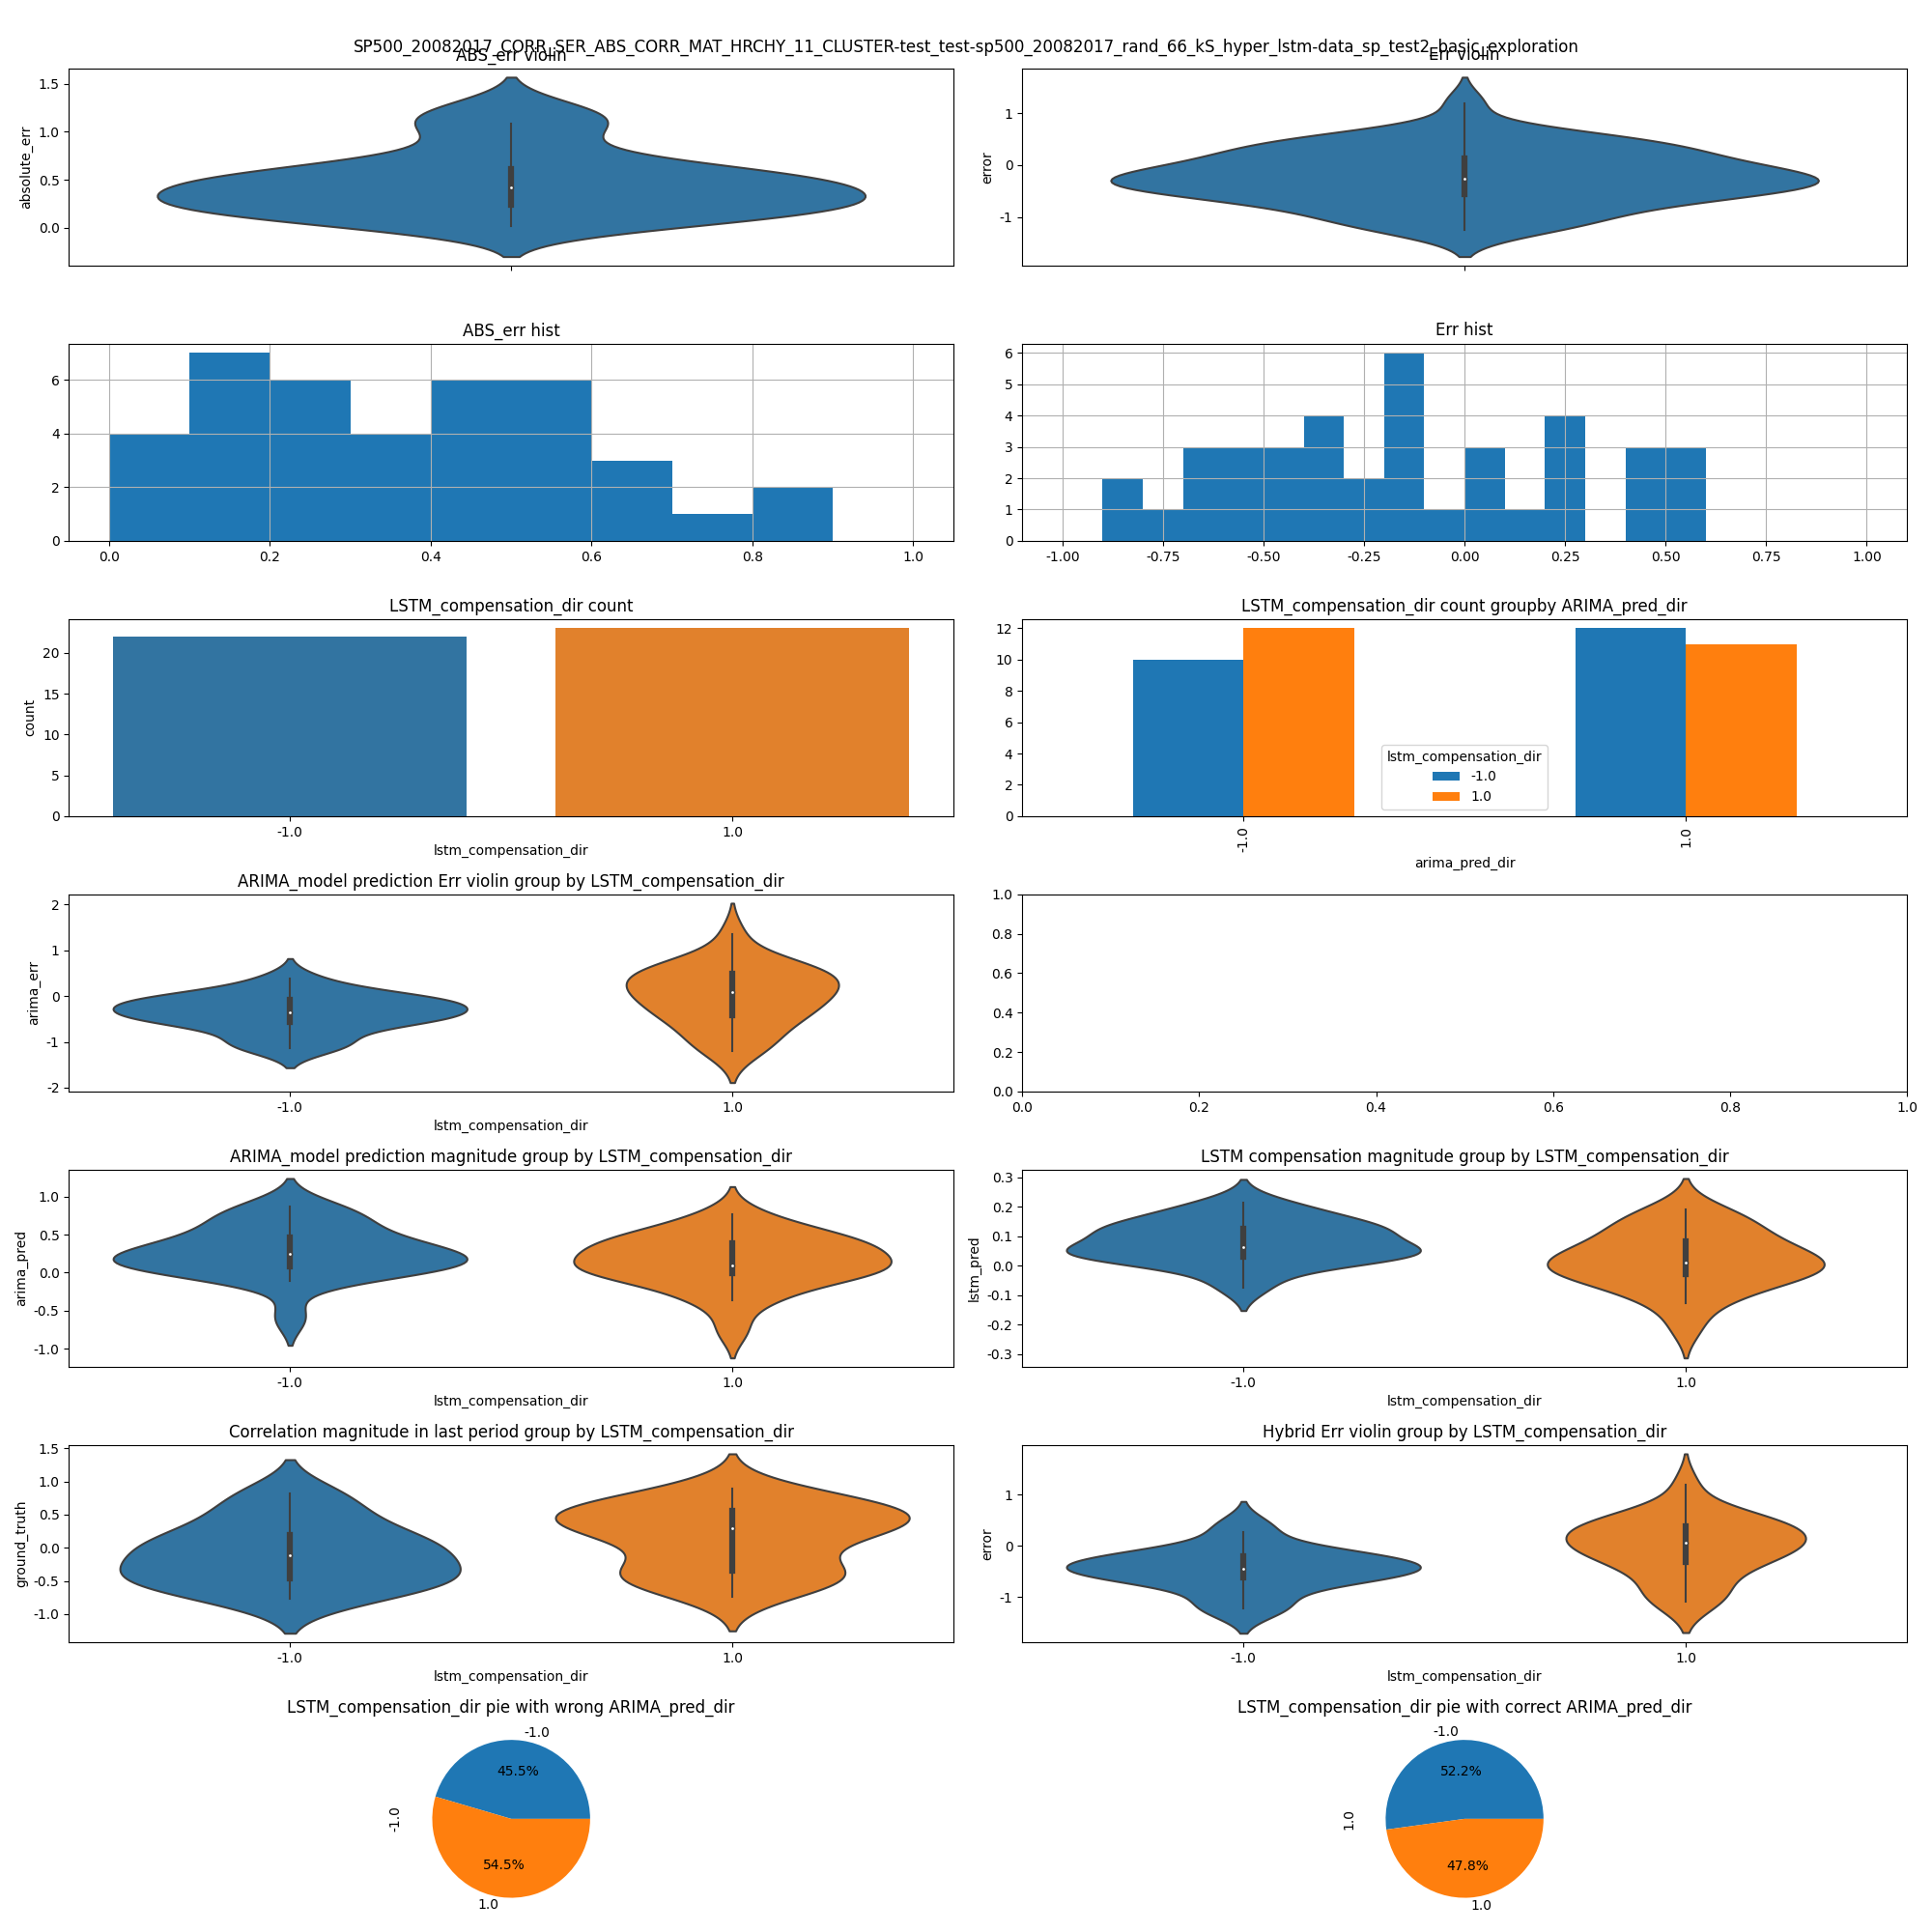 SP500_20082017_CORR_SER_ABS_CORR_MAT_HRCHY_11_CLUSTER-test_test-sp500_20082017_rand_66_kS_hyper_lstm-data_sp_test2_basic_exploration
ABS_err violin
1.5
1.0
0.5
0.0
absolute_err
Err violin
1
0
-1
error
ABS_err hist
6
4
2
0
0.0 0.2 0.4 0.6 0.8 1.0
Err hist
6
5
4
3
2
1
0
-1.00 -0.75 -0.50 -0.25 0.00 0.25 0.50 0.75 1.00
LSTM_compensation_dir count
20
15
10
5
0
count
-1.0 1.0
lstm_compensation_dir
LSTM_compensation_dir count groupby ARIMA_pred_dir
12
10
8
6
4
2
0
lstm_compensation_dir
-1.0
1.0
-1.0 1.0
arima_pred_dir
ARIMA_model prediction Err violin group by LSTM_compensation_dir
2
1
0
-1
-2
arima_err
-1.0 1.0
lstm_compensation_dir
1.0
0.8
0.6
0.4
0.2
0.0
0.0 0.2 0.4 0.6 0.8 1.0
ARIMA_model prediction magnitude group by LSTM_compensation_dir
1.0
0.5
0.0
-0.5
-1.0
arima_pred
-1.0 1.0
lstm_compensation_dir
LSTM compensation magnitude group by LSTM_compensation_dir
0.3
0.2
0.1
0.0
-0.1
-0.2
-0.3
lstm_pred
-1.0 1.0
lstm_compensation_dir
Correlation magnitude in last period group by LSTM_compensation_dir
1.5
1.0
0.5
0.0
-0.5
-1.0
ground_truth
-1.0 1.0
lstm_compensation_dir
Hybrid Err violin group by LSTM_compensation_dir
1
0
-1
error
-1.0 1.0
lstm_compensation_dir
LSTM_compensation_dir pie with wrong ARIMA_pred_dir
-1.0
45.5%
-1.0
54.5%
1.0
LSTM_compensation_dir pie with correct ARIMA_pred_dir
-1.0
52.2%
1.0
47.8%
1.0